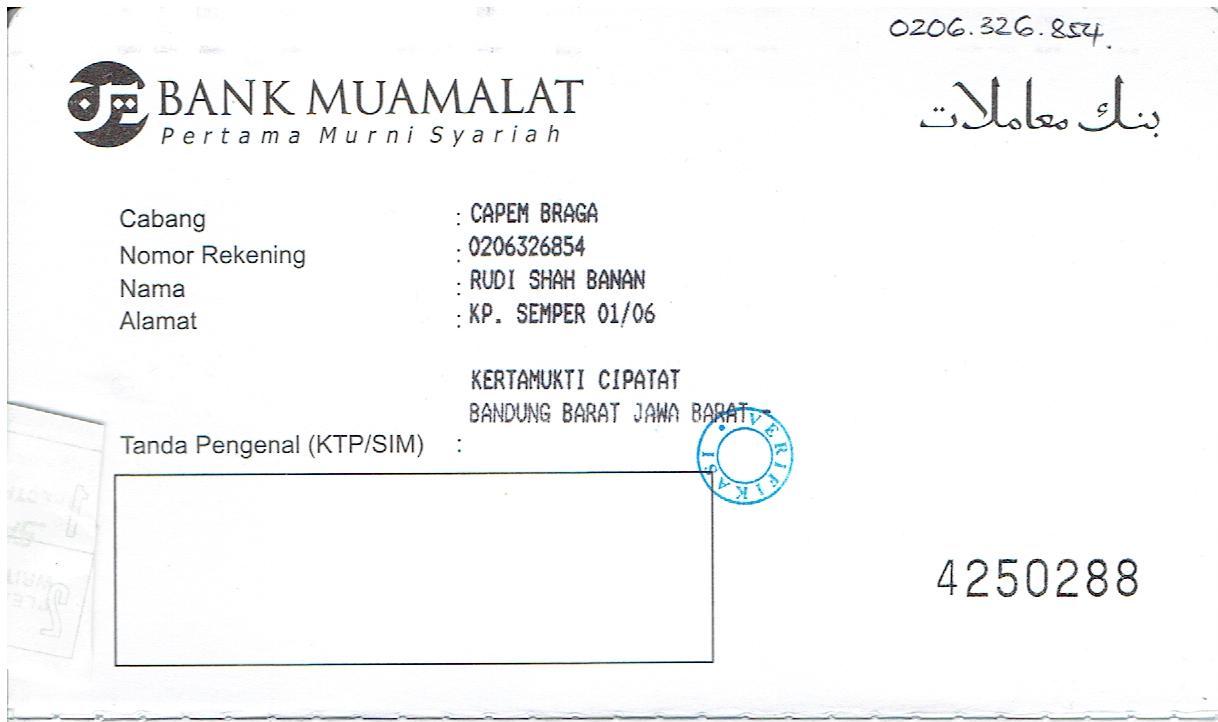 0206.326.854.
BANK MUAMALAT
Pertama Murni Syariah
بنك معاملات
Cabang : CAPEM BRAGA
Nomor Rekening : 0206326854
Nama : RUDI SHAH BANAN
Alamat : KP. SEMPER 01/06
KERTAMUKTI CIPATAT
BANDUNG BARAT JAWA BARAT -
Tanda Pengenal (KTP/SIM) :
VERIFIKASI
4250288